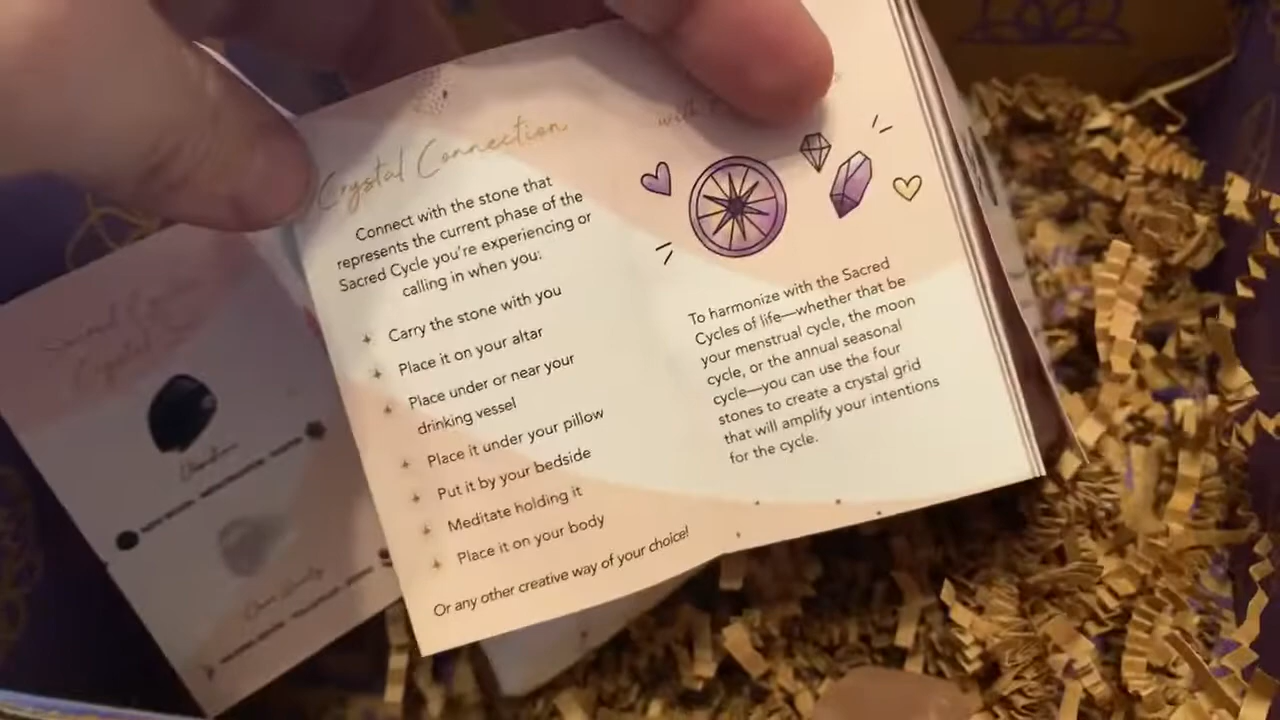 Crystal Connection
Connect with the stone that
represents the current phase of the
Sacred Cycle you're experiencing or
calling in when you:
Carry the stone with you
Place it on your altar
Place under or near your
drinking vessel
Place it under your pillow
Put it by your bedside
Meditate holding it
Place it on your body
Or any other creative way of your choice!
with
To harmonize with the Sacred
Cycles of life—whether that be
your menstrual cycle, the moon
cycle, or the annual seasonal
cycle—you can use the four
stones to create a crystal grid
that will amplify your intentions
for the cycle.